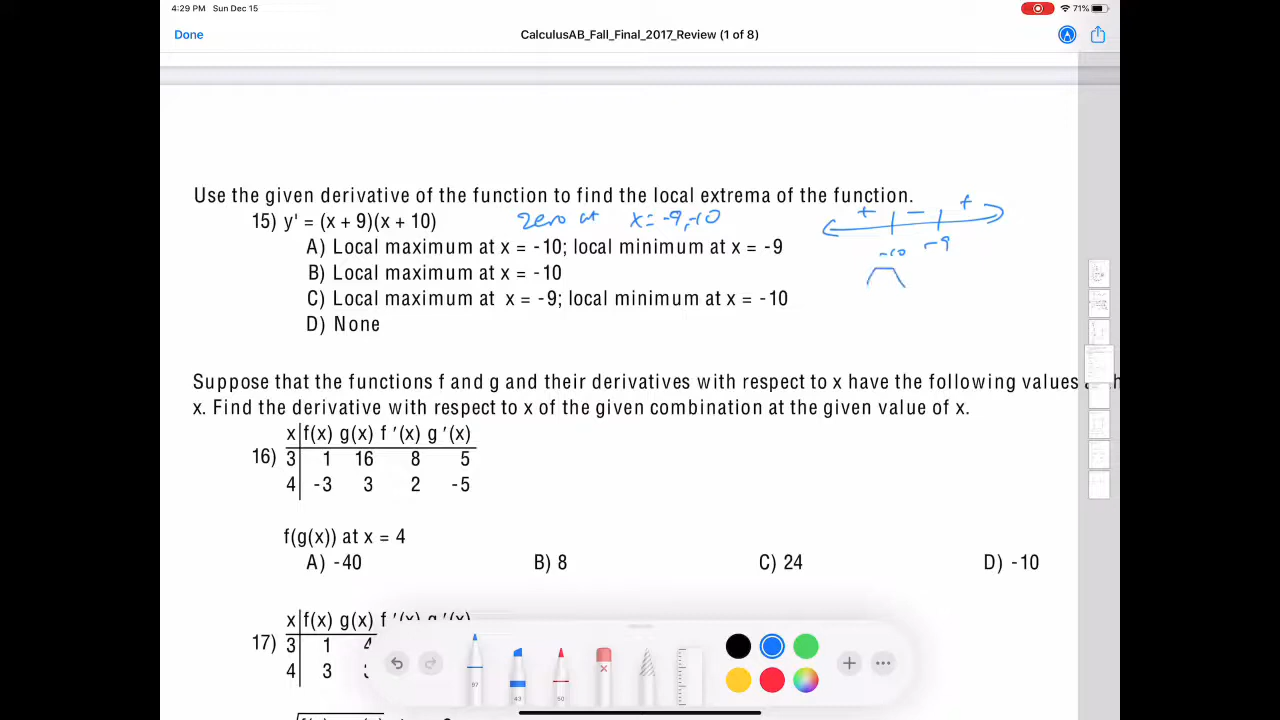 4:29 PM Sun Dec 15
71%
Done
CalculusAB_Fall_Final_2017_Review (1 of 8)
Use the given derivative of the function to find the local extrema of the function.
15) y' = (x + 9)(x + 10) zero at x = -9, -10
+ - +
-10 -9
A) Local maximum at x = -10; local minimum at x = -9
B) Local maximum at x = -10
C) Local maximum at x = -9; local minimum at x = -10
D) None
Suppose that the functions f and g and their derivatives with respect to x have the following values
x. Find the derivative with respect to x of the given combination at the given value of x.
x f(x) g(x) f '(x) g '(x)
16) 3 1 16 8 5
4 -3 3 2 -5
f(g(x)) at x = 4
A) -40 B) 8 C) 24 D) -10
x f(x) g(x) f '(x) g '(x)
17) 3 1 4
4 3
97 43 50